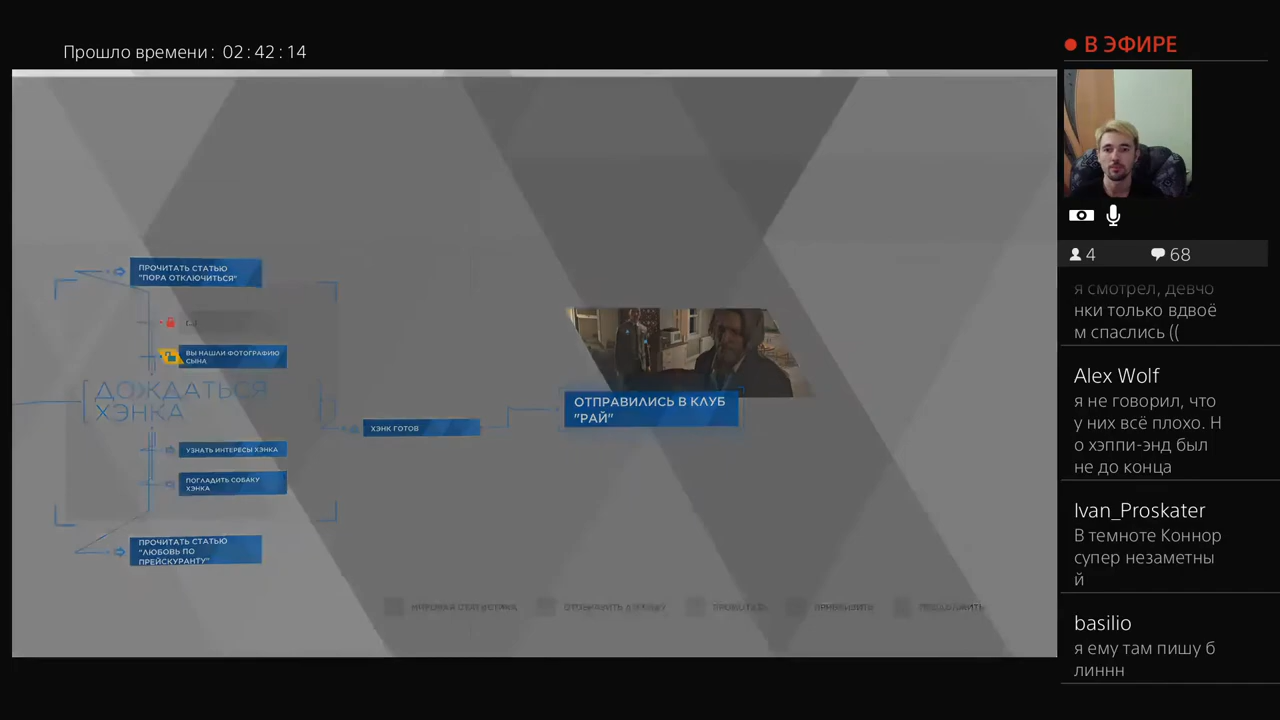 Прошло времени: 02:42:14
В ЭФИРЕ
4 68
я смотрел, девчо
нки только вдвоё
м спаслись ((
Alex Wolf
я не говорил, что
у них всё плохо. Н
о хэппи-энд был
не до конца
Ivan_Proskater
В темноте Коннор
супер незаметны
й
basilio
я ему там пишу б
линнн
ПРОЧИТАТЬ СТАТЬЮ
"ПОРА ОТКЛЮЧИТЬСЯ"
(...)
ВЫ НАШЛИ ФОТОГРАФИЮ
СЫНА
ДОЖДАТЬСЯ
ХЭНКА
УЗНАТЬ ИНТЕРЕСЫ ХЭНКА
ПОГЛАДИТЬ СОБАКУ
ХЭНКА
ПРОЧИТАТЬ СТАТЬЮ
"ЛЮБОВЬ ПО
ПРЕЙСКУРАНТУ"
ХЭНК ГОТОВ
ОТПРАВИЛИСЬ В КЛУБ
"РАЙ"
МИРОВАЯ СТАТИСТИКА
ПРОДОЛЖИТЬ